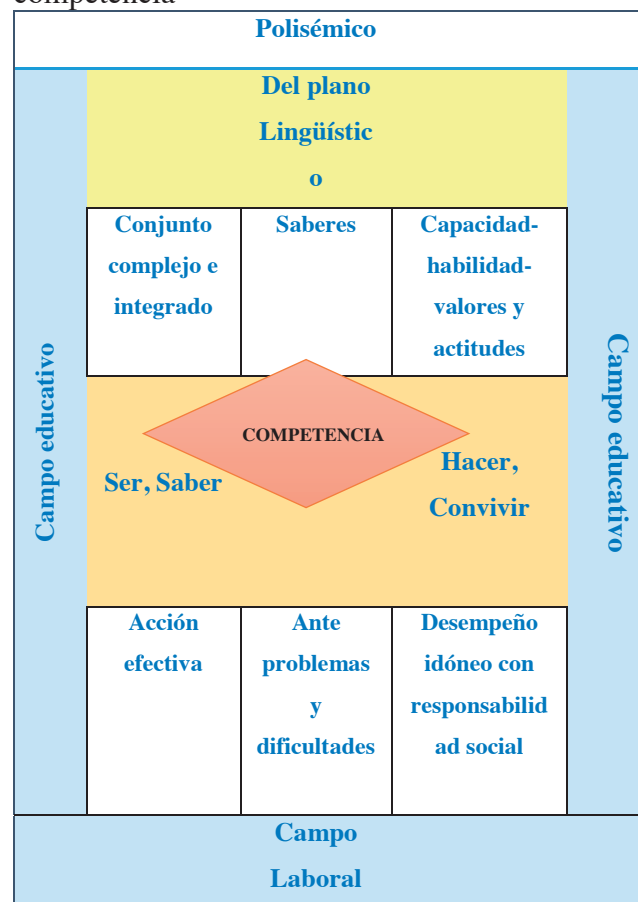 competencia
Polisémico
Del plano
Lingüístic
o
Conjunto
complejo e
integrado
Saberes
Capacidad-
habilidad-
valores y
actitudes
Campo educativo
COMPETENCIA
Ser, Saber
Hacer,
Convivir
Campo educativo
Acción
efectiva
Ante
problemas
y
dificultades
Desempeño
idóneo con
responsabilid
ad social
Campo
Laboral